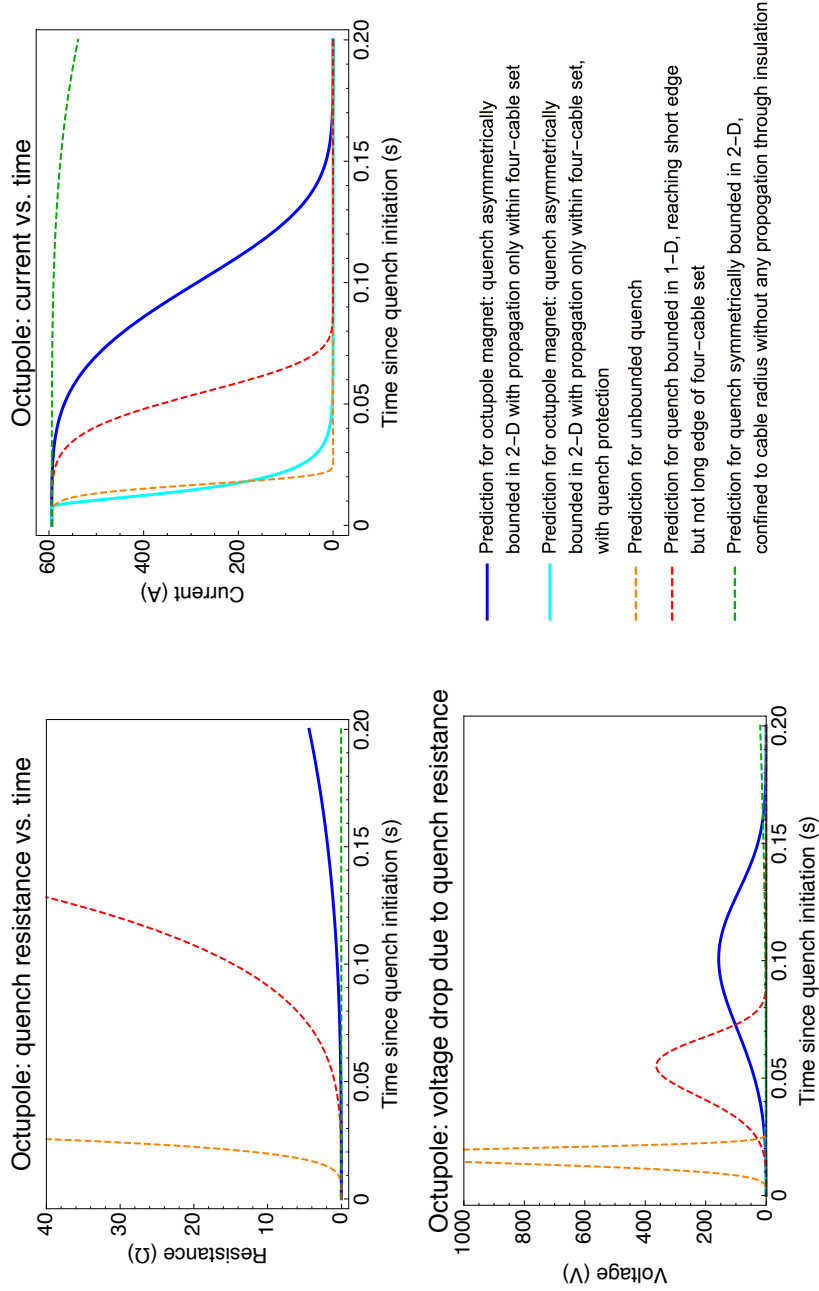 Octupole: quench resistance vs. time
Resistance (Ω)
40
30
20
10
0
0
0.05
0.10
0.15
0.20
Time since quench initiation (s)
Octupole: current vs. time
Current (A)
600
400
200
0
0
0.05
0.10
0.15
0.20
Time since quench initiation (s)
Octupole: voltage drop due to quench resistance
Voltage (V)
1000
800
600
400
200
0
0
0.05
0.10
0.15
0.20
Time since quench initiation (s)
Prediction for octupole magnet: quench asymmetrically
bounded in 2−D with propagation only within four−cable set
Prediction for octupole magnet: quench asymmetrically
bounded in 2−D with propagation only within four−cable set,
with quench protection
Prediction for unbounded quench
Prediction for quench bounded in 1−D, reaching short edge
but not long edge of four−cable set
Prediction for quench symmetrically bounded in 2−D,
confined to cable radius without any propogation through insulation